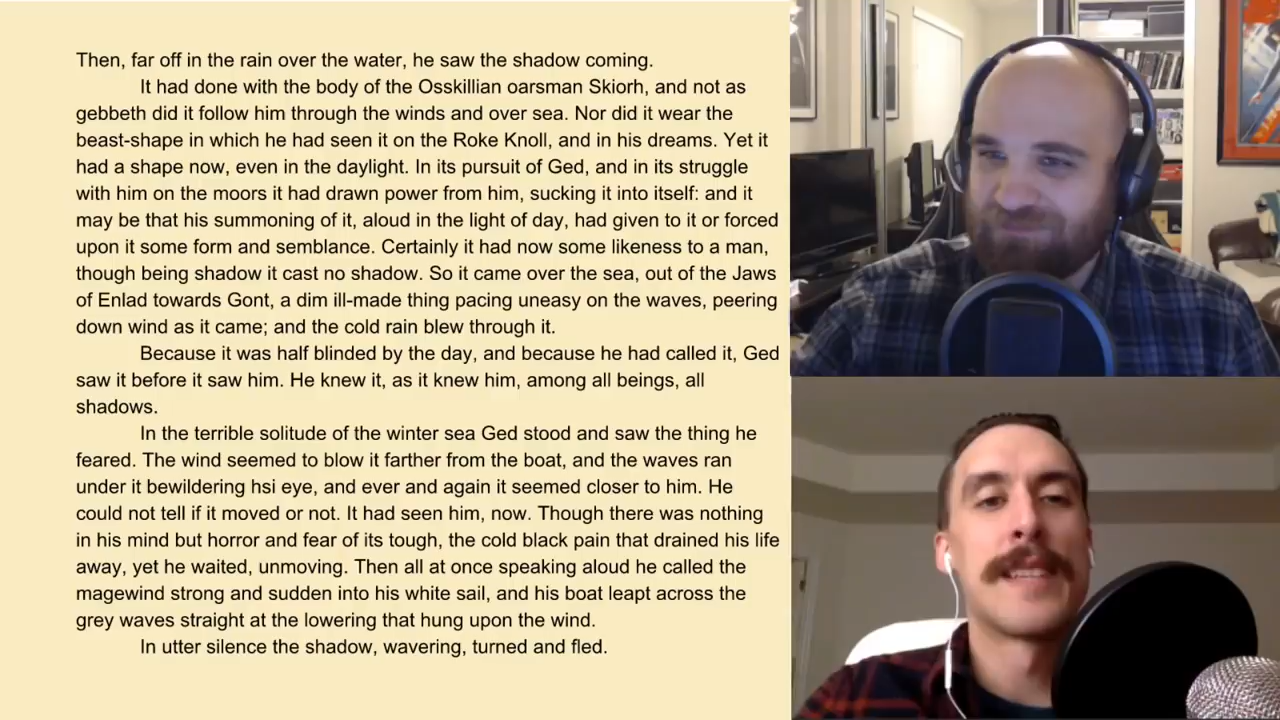 Then, far off in the rain over the water, he saw the shadow coming.
It had done with the body of the Osskillian oarsman Skiorh, and not as
gebbeth did it follow him through the winds and over sea. Nor did it wear the
beast-shape in which he had seen it on the Roke Knoll, and in his dreams. Yet it
had a shape now, even in the daylight. In its pursuit of Ged, and in its struggle
with him on the moors it had drawn power from him, sucking it into itself: and it
may be that his summoning of it, aloud in the light of day, had given to it or forced
upon it some form and semblance. Certainly it had now some likeness to a man,
though being shadow it cast no shadow. So it came over the sea, out of the Jaws
of Enlad towards Gont, a dim ill-made thing pacing uneasy on the waves, peering
down wind as it came; and the cold rain blew through it.
Because it was half blinded by the day, and because he had called it, Ged
saw it before it saw him. He knew it, as it knew him, among all beings, all
shadows.
In the terrible solitude of the winter sea Ged stood and saw the thing he
feared. The wind seemed to blow it farther from the boat, and the waves ran
under it bewildering hsi eye, and ever and again it seemed closer to him. He
could not tell if it moved or not. It had seen him, now. Though there was nothing
in his mind but horror and fear of its tough, the cold black pain that drained his life
away, yet he waited, unmoving. Then all at once speaking aloud he called the
magewind strong and sudden into his white sail, and his boat leapt across the
grey waves straight at the lowering that hung upon the wind.
In utter silence the shadow, wavering, turned and fled.